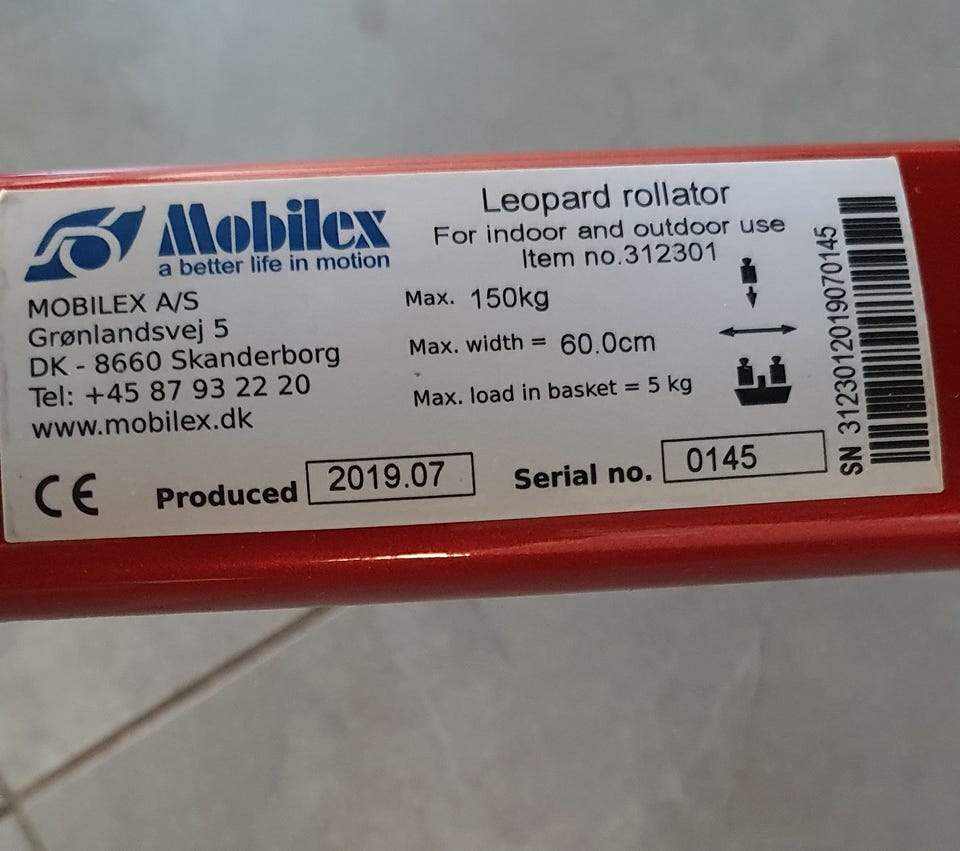 Mobilex
a better life in motion
MOBILEX A/S
Grønlandsvej 5
DK - 8660 Skanderborg
Tel: +45 87 93 22 20
www.mobilex.dk
Leopard rollator
For indoor and outdoor use
Item no.312301
Max. 150kg
Max. width = 60.0cm
Max. load in basket = 5 kg
CE
Produced 2019.07
Serial no. 0145
SN 3123012019070145